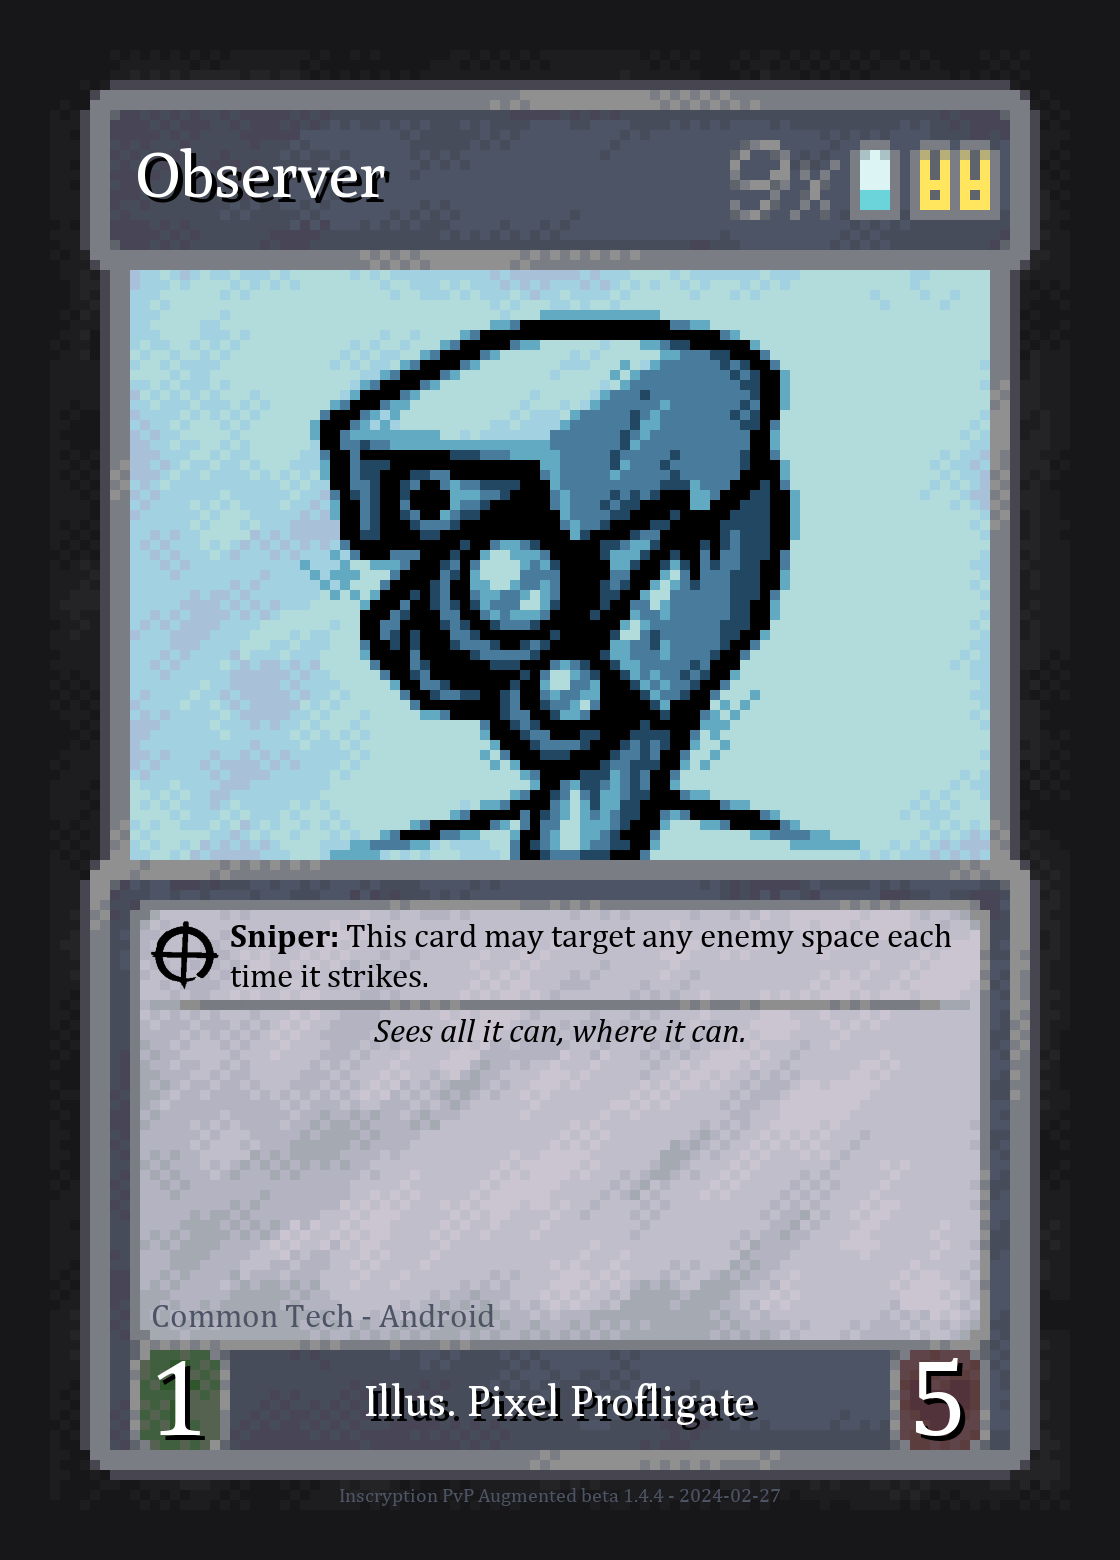 Observer 9x
Sniper: This card may target any enemy space each
time it strikes.
Sees all it can, where it can.
Common Tech - Android
1 Illus. Pixel Profligate 5
Inscryption PvP Augmented beta 1.4.4 - 2024-02-27